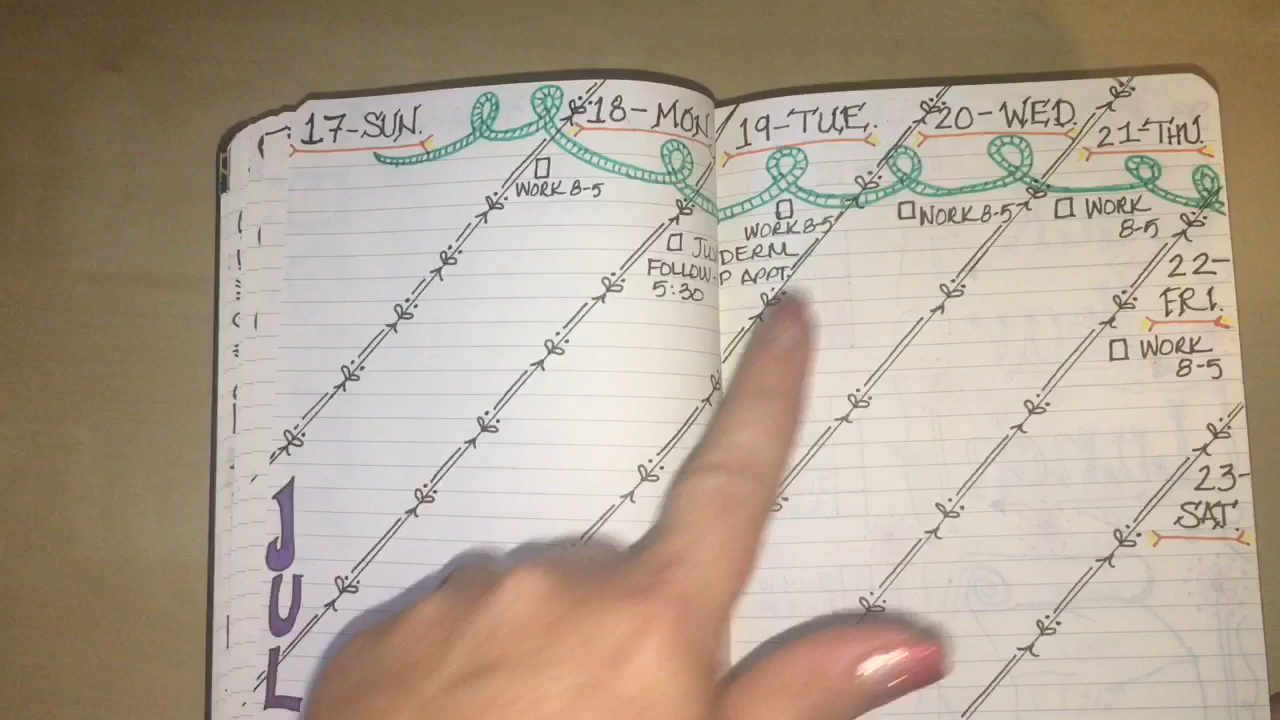 17-SUN.
18-MON.
WORK 8-5
19-TUE.
WORK 8-5
DERM
FOLLOW-P APPT.
5:30
20-WED.
WORK 8-5
21-THU.
WORK
8-5
22-
FRI.
WORK
8-5
23-
SAT.
JUL